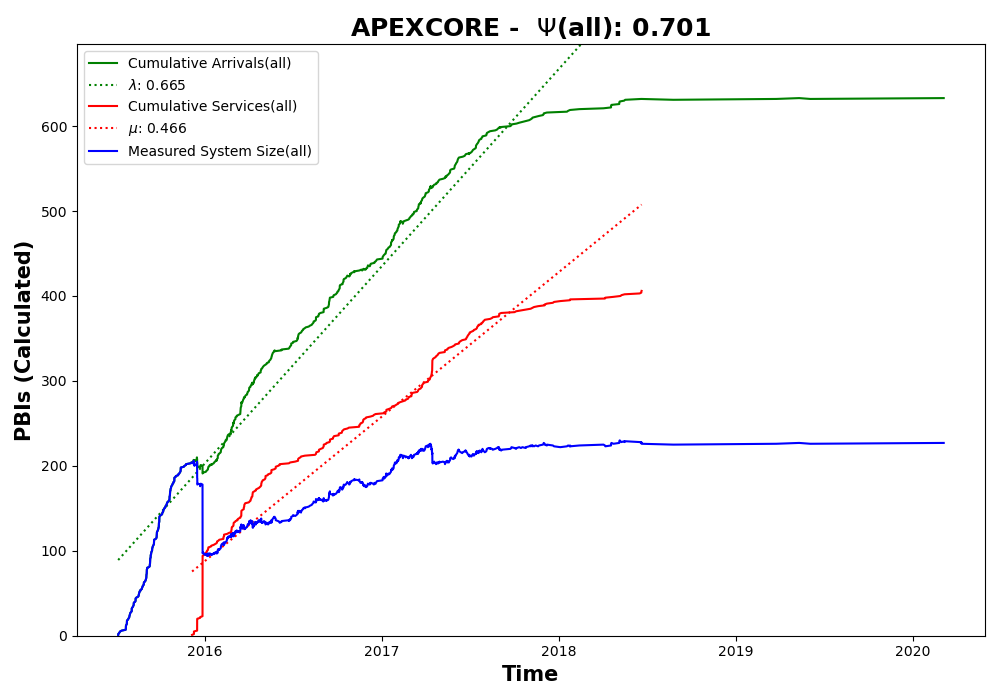 APEXCORE - Ψ(all): 0.701
Cumulative Arrivals(all)
λ: 0.665
Cumulative Services(all)
μ: 0.466
Measured System Size(all)
PBIs (Calculated)
600
500
400
300
200
100
0
2016 2017 2018 2019 2020
Time